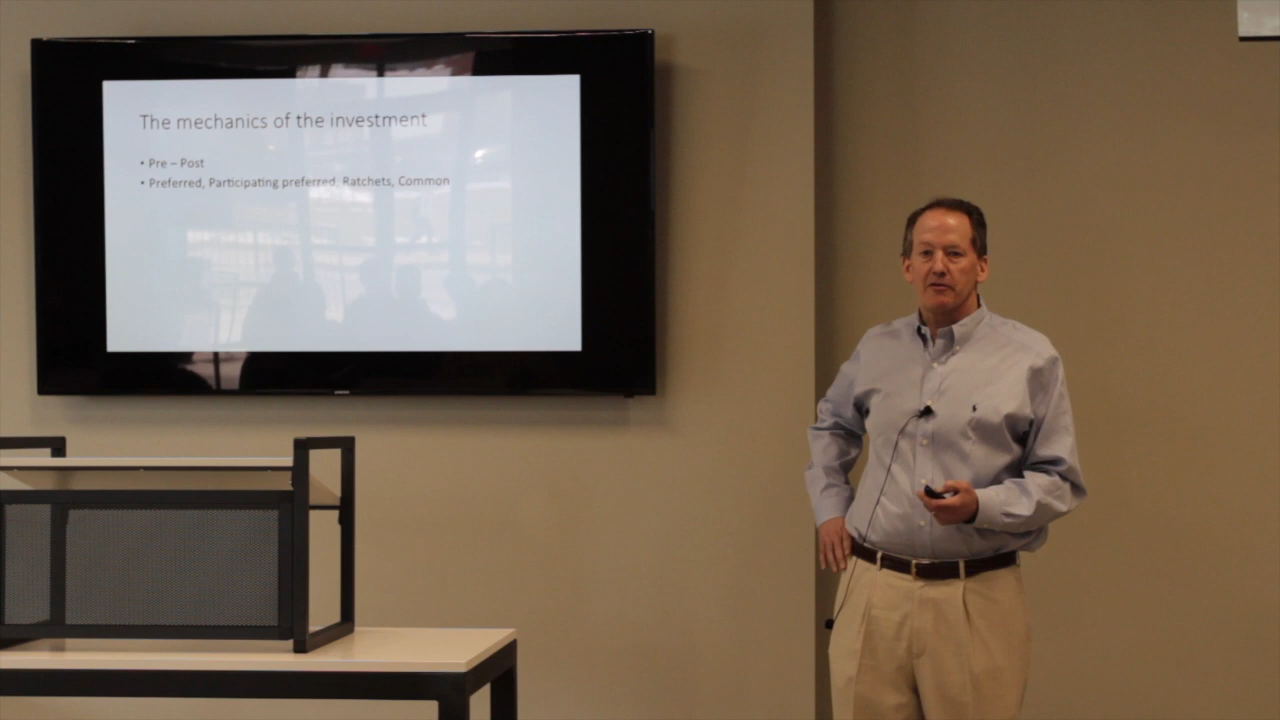 The mechanics of the investment
• Pre – Post
• Preferred, Participating preferred, Ratchets, Common